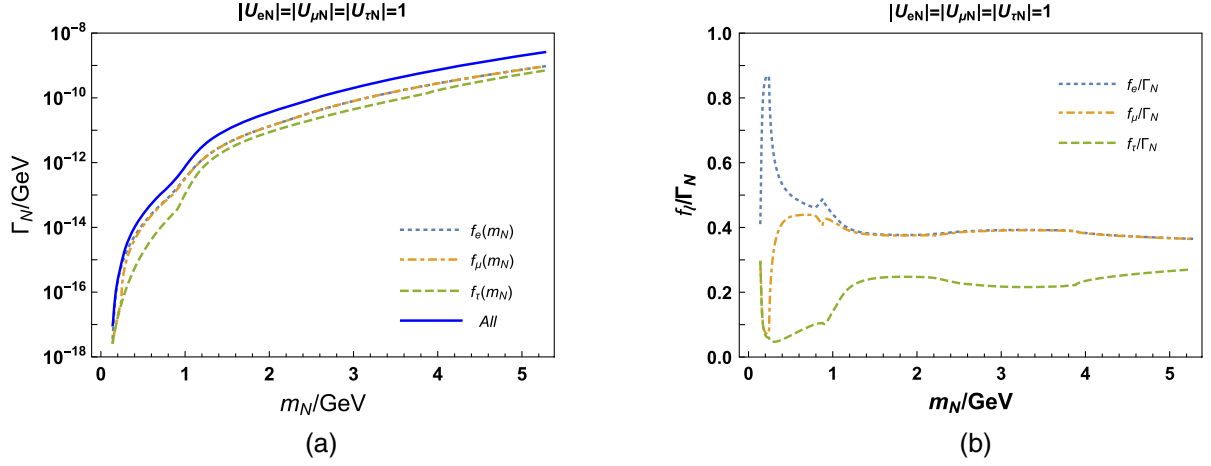 |U_{eN}|=|U_{μN}|=|U_{τN}|=1
10^{-8}
10^{-10}
10^{-12}
10^{-14}
10^{-16}
10^{-18}
Γ_N/GeV
f_e(m_N)
f_μ(m_N)
f_τ(m_N)
All
0 1 2 3 4 5
m_N/GeV
(a)
|U_{eN}|=|U_{μN}|=|U_{τN}|=1
1.0
0.8
0.6
0.4
0.2
0.0
f_l/Γ_N
f_e/Γ_N
f_μ/Γ_N
f_τ/Γ_N
0 1 2 3 4 5
m_N/GeV
(b)